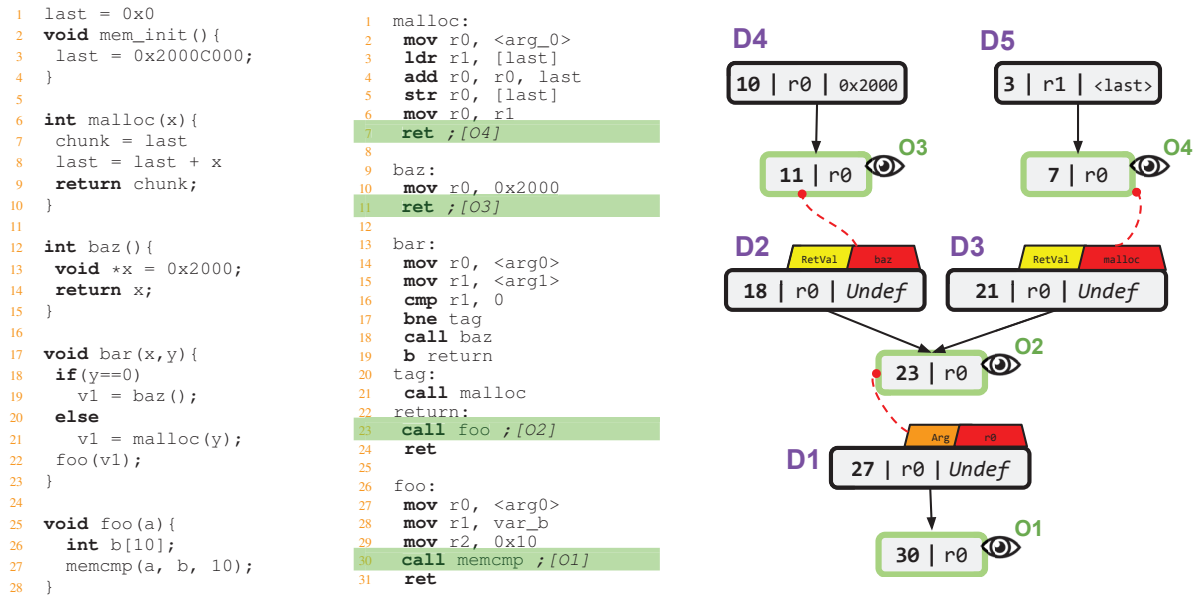 1 last = 0x0
2 void mem_init(){
3 last = 0x2000C000;
4 }
5
6 int malloc(x){
7 chunk = last
8 last = last + x
9 return chunk;
10 }
11
12 int baz(){
13 void *x = 0x2000;
14 return x;
15 }
16
17 void bar(x,y){
18 if(y==0)
19 v1 = baz();
20 else
21 v1 = malloc(y);
22 foo(v1);
23 }
24
25 void foo(a){
26 int b[10];
27 memcmp(a, b, 10);
28 }
1 malloc:
2 mov r0, <arg_0>
3 ldr r1, [last]
4 add r0, r0, last
5 str r0, [last]
6 mov r0, r1
7 ret ;[O4]
8
9 baz:
10 mov r0, 0x2000
11 ret ;[O3]
12
13 bar:
14 mov r0, <arg0>
15 mov r1, <arg1>
16 cmp r1, 0
17 bne tag
18 call baz
19 b return
20 tag:
21 call malloc
22 return:
23 call foo ;[O2]
24 ret
25
26 foo:
27 mov r0, <arg0>
28 mov r1, var_b
29 mov r2, 0x10
30 call memcmp ;[O1]
31 ret
D4 D5
10 | r0 | 0x2000 3 | r1 | <last>
O3 O4
11 | r0 7 | r0
D2 D3
RetVal baz RetVal malloc
18 | r0 | Undef 21 | r0 | Undef
O2
23 | r0
Arg r0
D1
27 | r0 | Undef
O1
30 | r0